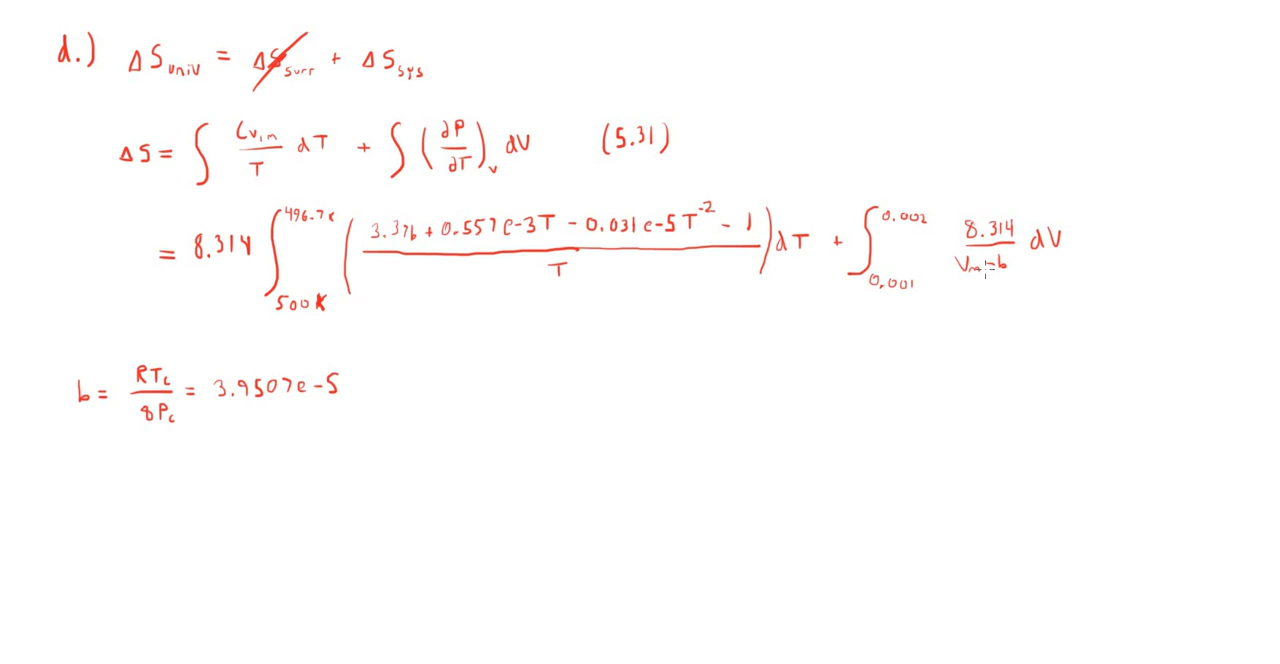 d.) ΔS_univ = ΔS_surr + ΔS_sys
ΔS = ∫ C_v,m/T dT + ∫ (∂P/∂T)_v dV (5.31)
= 8.314 ∫_500K^496.7K ((3.376 + 0.557e-3T - 0.031e-5T^-2 - 1)/T) dT + ∫_0.001^0.002 8.314/(V_m-b) dV
b = RT_c/8P_c = 3.9507e-5